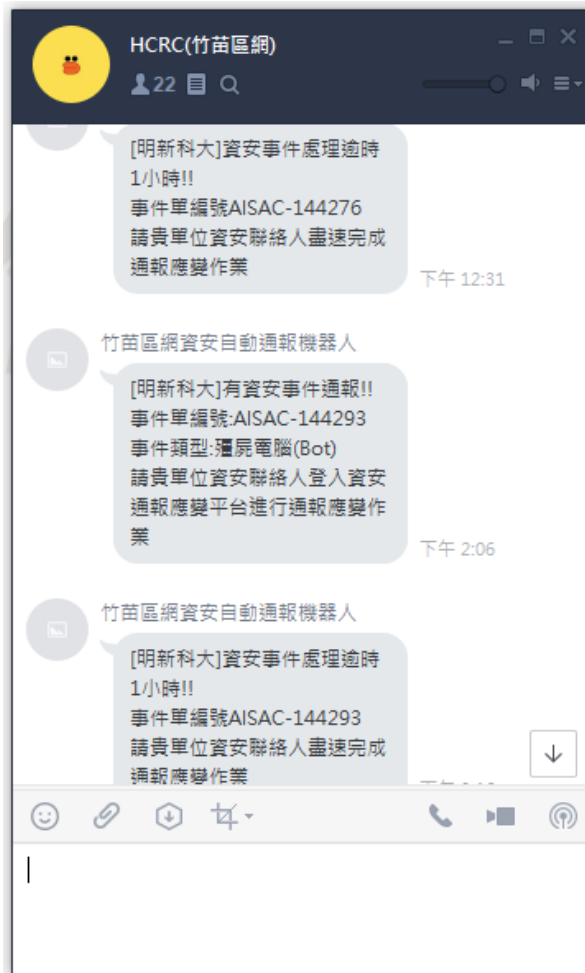 HCRC(竹苗區網)
22
[明新科大]資安事件處理逾時
1小時!!
事件單編號AISAC-144276
請貴單位資安聯絡人盡速完成
通報應變作業
下午 12:31
竹苗區網資安自動通報機器人
[明新科大]有資安事件通報!!
事件單編號:AISAC-144293
事件類型:殭屍電腦(Bot)
請貴單位資安聯絡人登入資安
通報應變平台進行通報應變作
業
下午 2:06
竹苗區網資安自動通報機器人
[明新科大]資安事件處理逾時
1小時!!
事件單編號AISAC-144293
請貴單位資安聯絡人盡速完成
通報應變作業